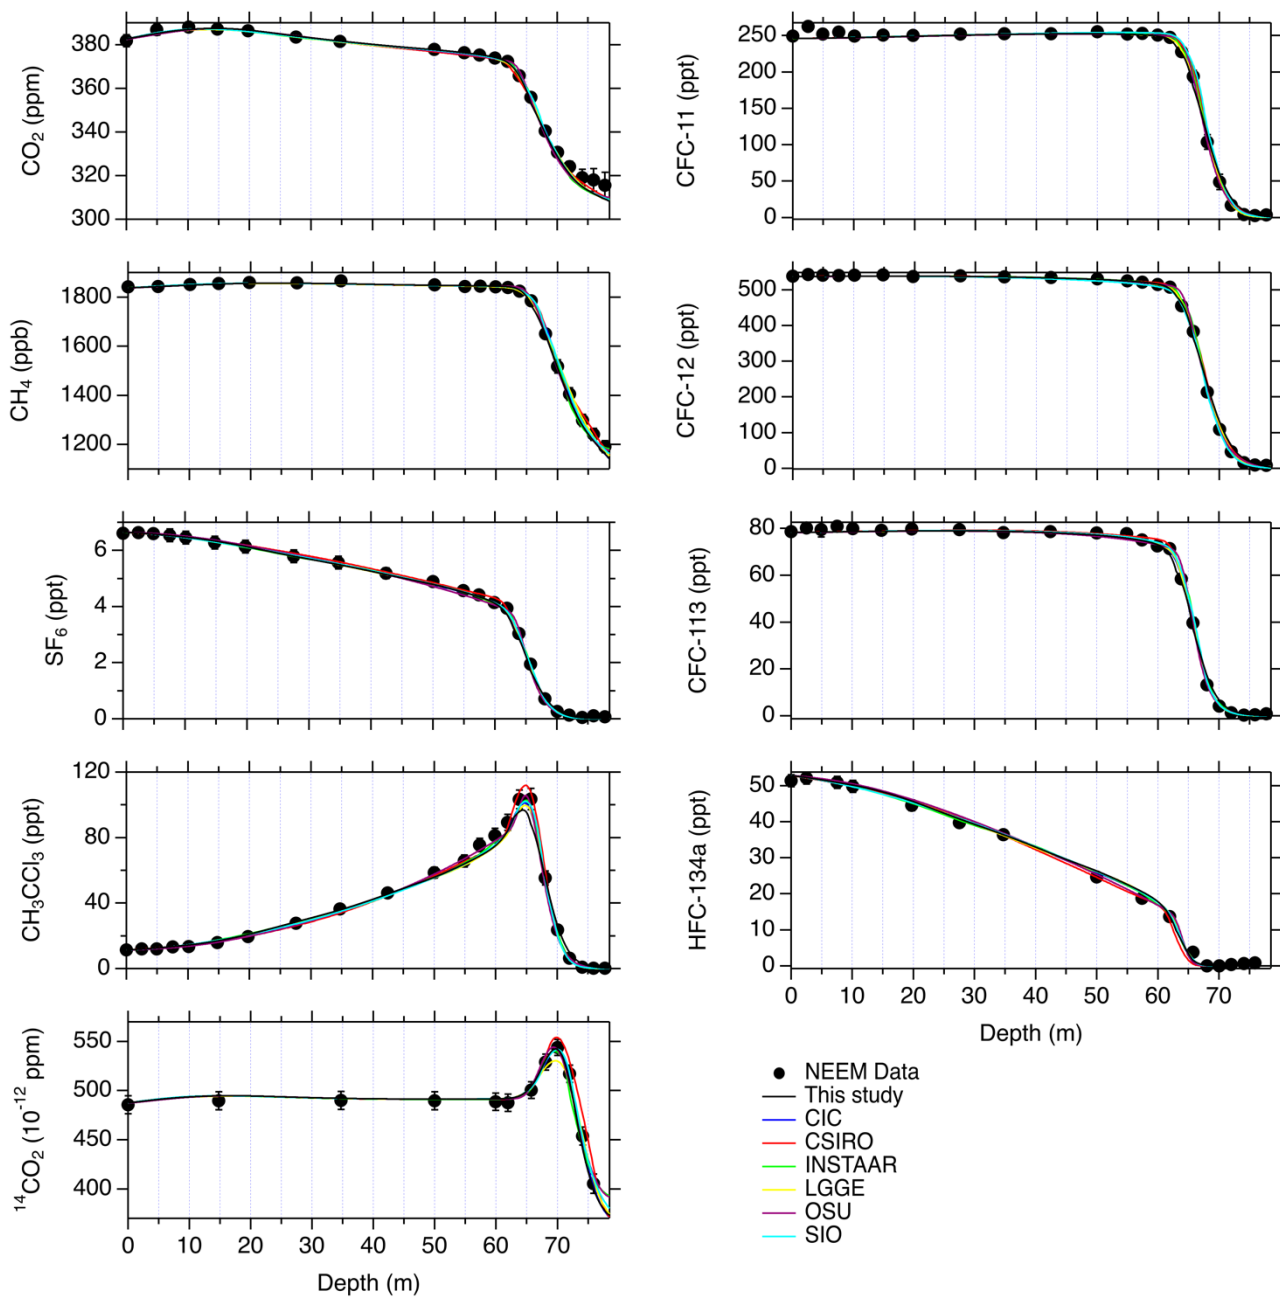 CO2 (ppm)
380
360
340
320
300
CH4 (ppb)
1800
1600
1400
1200
SF6 (ppt)
6
4
2
0
CH3CCl3 (ppt)
120
80
40
0
14CO2 (10-12 ppm)
550
500
450
400
0 10 20 30 40 50 60 70
Depth (m)
CFC-11 (ppt)
250
200
150
100
50
0
CFC-12 (ppt)
500
400
300
200
100
0
CFC-113 (ppt)
80
60
40
20
0
HFC-134a (ppt)
50
40
30
20
10
0
0 10 20 30 40 50 60 70
Depth (m)
NEEM Data
This study
CIC
CSIRO
INSTAAR
LGGE
OSU
SIO